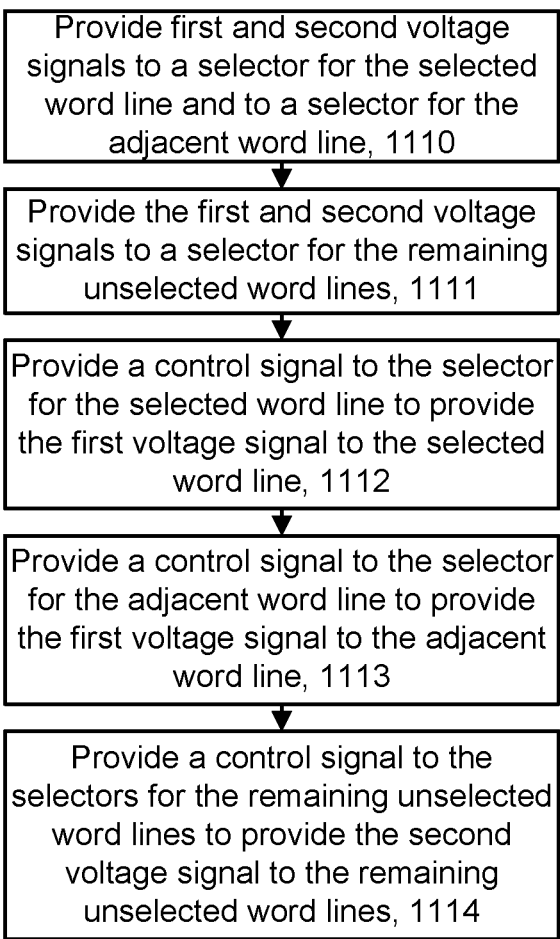 Provide first and second voltage
signals to a selector for the selected
word line and to a selector for the
adjacent word line, 1110
Provide the first and second voltage
signals to a selector for the remaining
unselected word lines, 1111
Provide a control signal to the selector
for the selected word line to provide
the first voltage signal to the selected
word line, 1112
Provide a control signal to the selector
for the adjacent word line to provide
the first voltage signal to the adjacent
word line, 1113
Provide a control signal to the
selectors for the remaining unselected
word lines to provide the second
voltage signal to the remaining
unselected word lines, 1114